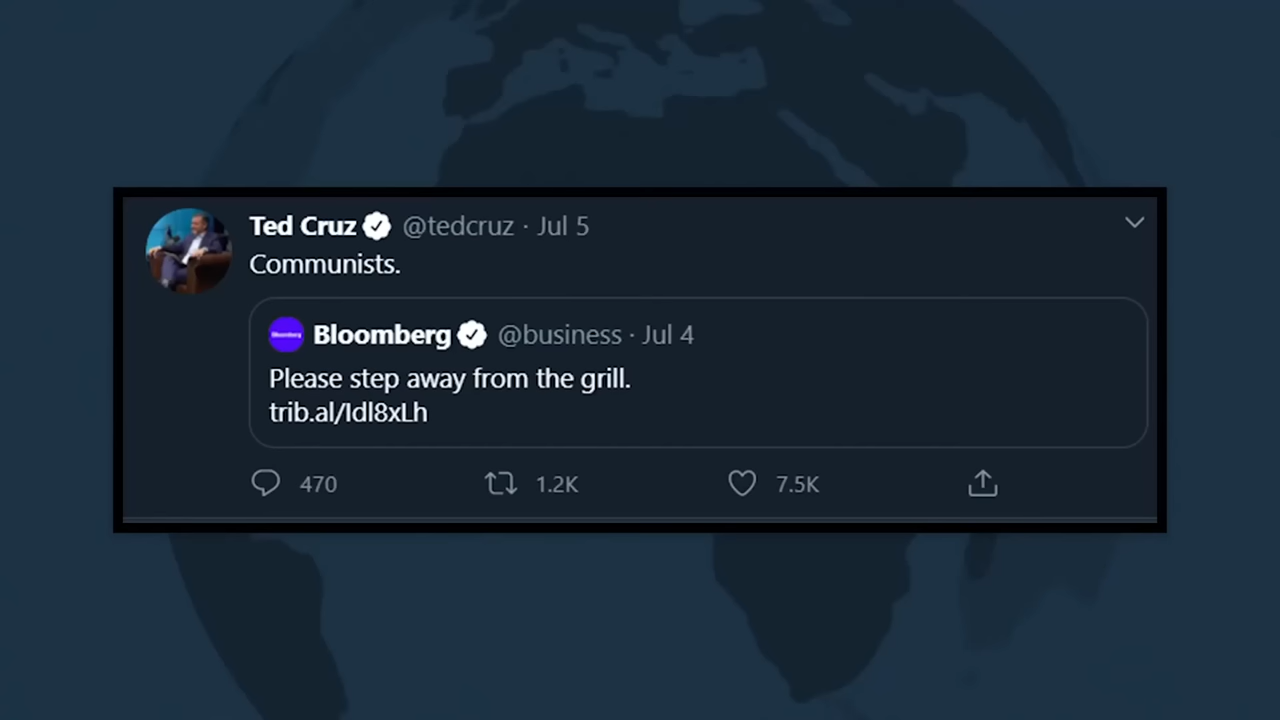 Ted Cruz @tedcruz · Jul 5
Communists.
Bloomberg Bloomberg @business · Jul 4
Please step away from the grill.
trib.al/Idl8xLh
470 1.2K 7.5K